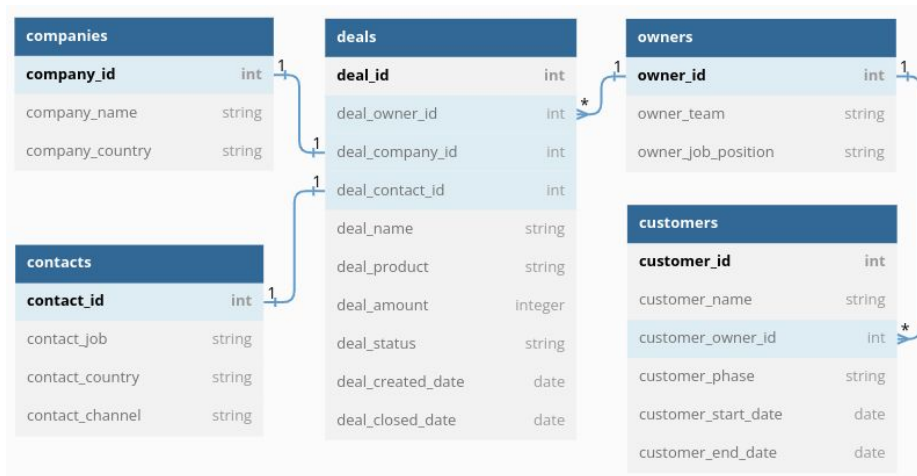 companies
company_id int
company_name string
company_country string
contacts
contact_id int
contact_job string
contact_country string
contact_channel string
deals
deal_id int
deal_owner_id int
deal_company_id int
deal_contact_id int
deal_name string
deal_product string
deal_amount integer
deal_status string
deal_created_date date
deal_closed_date date
owners
owner_id int
owner_team string
owner_job_position string
customers
customer_id int
customer_name string
customer_owner_id int
customer_phase string
customer_start_date date
customer_end_date date
1
1
1
1
*
1
1
*